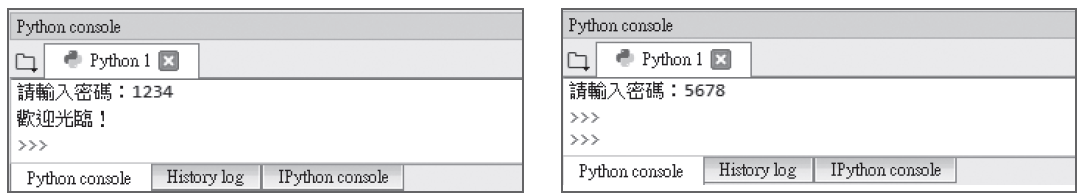 Python console
Python 1
請輸入密碼：1234
歡迎光臨！
>>>
Python console History log IPython console
Python console
Python 1
請輸入密碼：5678
>>>
>>>
Python console History log IPython console